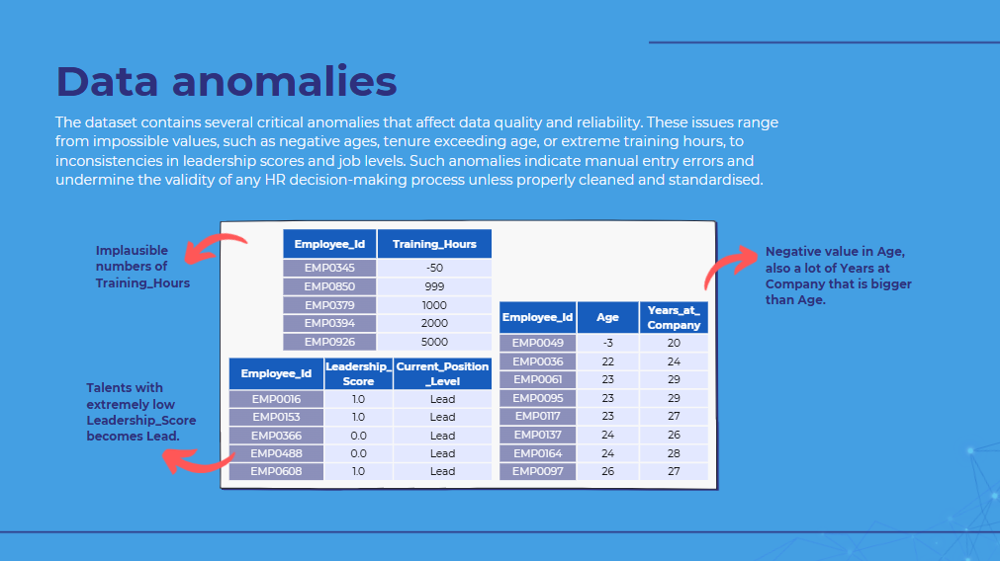 Data anomalies
The dataset contains several critical anomalies that affect data quality and reliability. These issues range
from impossible values, such as negative ages, tenure exceeding age, or extreme training hours, to
inconsistencies in leadership scores and job levels. Such anomalies indicate manual entry errors and
undermine the validity of any HR decision-making process unless properly cleaned and standardised.
Implausible
numbers of
Training_Hours
Employee_Id Training_Hours
EMP0345 -50
EMP0850 999
EMP0379 1000
EMP0394 2000
EMP0926 5000
Talents with
extremely low
Leadership_Score
becomes Lead.
Employee_Id Leadership_ Current_Position
Score _Level
EMP0016 1.0 Lead
EMP0153 1.0 Lead
EMP0366 0.0 Lead
EMP0488 0.0 Lead
EMP0608 1.0 Lead
Employee_Id Age Years_at_
Company
EMP0049 -3 20
EMP0036 22 24
EMP0061 23 29
EMP0095 23 29
EMP0117 23 27
EMP0137 24 26
EMP0164 24 28
EMP0097 26 27
Negative value in Age,
also a lot of Years at
Company that is bigger
than Age.